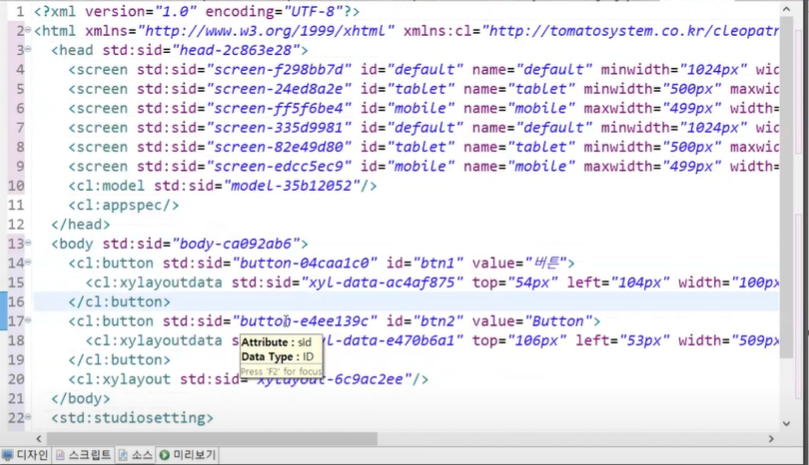 1 <?xml version="1.0" encoding="UTF-8"?>
2 <html xmlns="http://www.w3.org/1999/xhtml" xmlns:cl="http://tomatosystem.co.kr/cleopatr
3 <head std:sid="head-2c863e28">
4 <screen std:sid="screen-f298bb7d" id="default" name="default" minwidth="1024px" wid
5 <screen std:sid="screen-24ed8a2e" id="tablet" name="tablet" minwidth="500px" maxwid
6 <screen std:sid="screen-ff5f6be4" id="mobile" name="mobile" maxwidth="499px" width=
7 <screen std:sid="screen-335d9981" id="default" name="default" minwidth="1024px" wid
8 <screen std:sid="screen-82e49d80" id="tablet" name="tablet" minwidth="500px" maxwid
9 <screen std:sid="screen-edcc5ec9" id="mobile" name="mobile" maxwidth="499px" width=
10 <cl:model std:sid="model-35b12052"/>
11 <cl:appspec/>
12 </head>
13 <body std:sid="body-ca092ab6">
14 <cl:button std:sid="button-04caa1c0" id="btn1" value="버튼">
15 <cl:xylayoutdata std:sid="xyl-data-ac4af875" top="54px" left="104px" width="100px
16 </cl:button>
17 <cl:button std:sid="button-e4ee139c" id="btn2" value="Button">
18 <cl:xylayoutdata s yl-data-e470b6a1" top="106px" left="53px" width="509px
Attribute : sid
Data Type : ID
Press 'F2' for focus
19 </cl:button>
20 <cl:xylayout std:sid="xylayout-6c9ac2ee"/>
21 </body>
22 <std:studiosetting>
디자인 스크립트 소스 미리보기